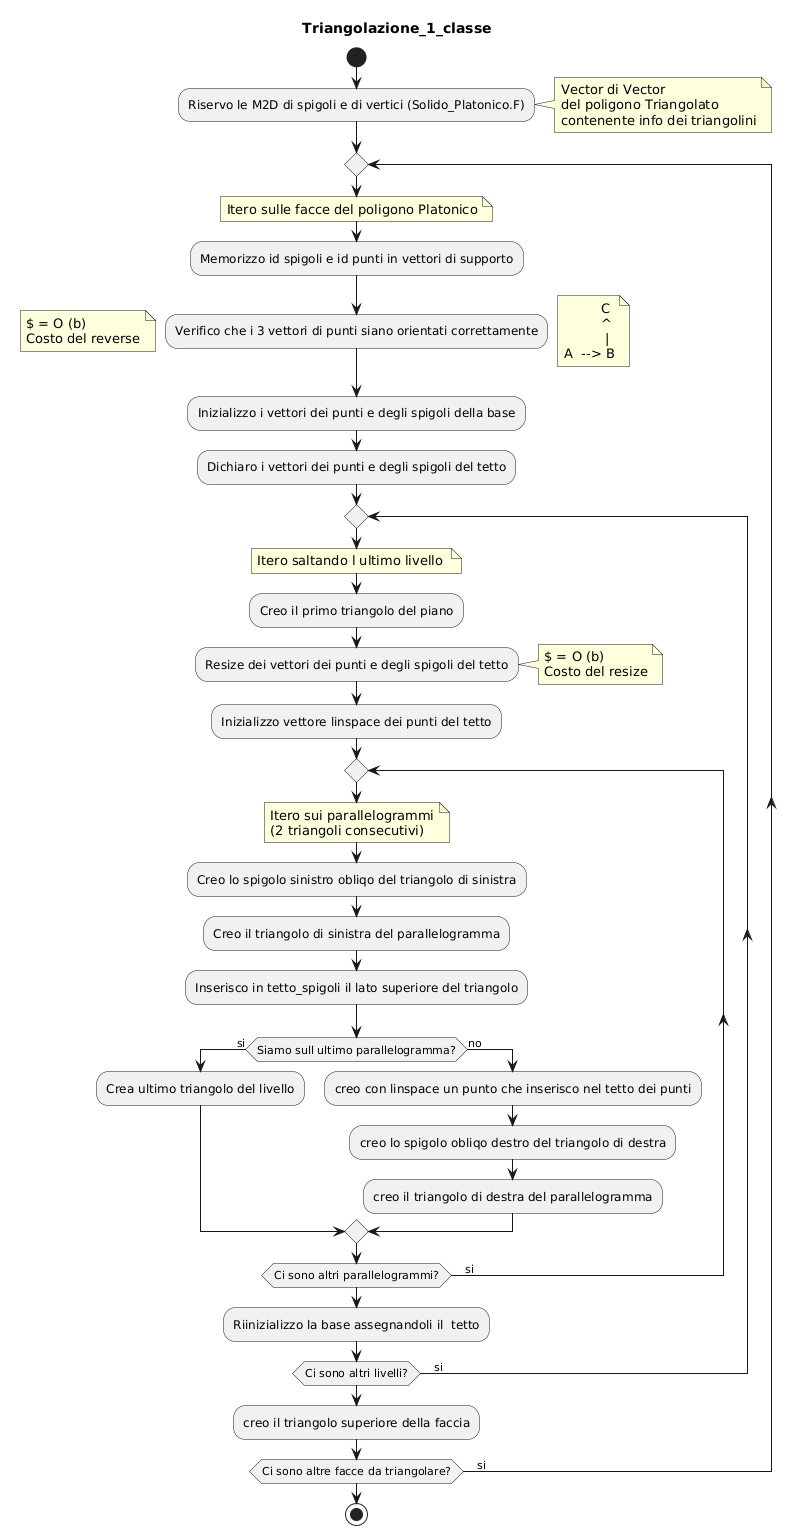 Triangolazione_1_classe
Riservo le M2D di spigoli e di vertici (Solido_Platonico.F)
Vector di Vector
del poligono Triangolato
contenente info dei triangolini
Itero sulle facce del poligono Platonico
Memorizzo id spigoli e id punti in vettori di supporto
$ = O (b)
Costo del reverse
Verifico che i 3 vettori di punti siano orientati correttamente
C
^
|
A --> B
Inizializzo i vettori dei punti e degli spigoli della base
Dichiaro i vettori dei punti e degli spigoli del tetto
Itero saltando l ultimo livello
Creo il primo triangolo del piano
Resize dei vettori dei punti e degli spigoli del tetto
$ = O (b)
Costo del resize
Inizializzo vettore linspace dei punti del tetto
Itero sui parallelogrammi
(2 triangoli consecutivi)
Creo lo spigolo sinistro obliqo del triangolo di sinistra
Creo il triangolo di sinistra del parallelogramma
Inserisco in tetto_spigoli il lato superiore del triangolo
si
Siamo sull ultimo parallelogramma?
no
Crea ultimo triangolo del livello
creo con linspace un punto che inserisco nel tetto dei punti
creo lo spigolo obliqo destro del triangolo di destra
creo il triangolo di destra del parallelogramma
Ci sono altri parallelogrammi?
si
Riinizializzo la base assegnandoli il  tetto
Ci sono altri livelli?
si
creo il triangolo superiore della faccia
Ci sono altre facce da triangolare?
si